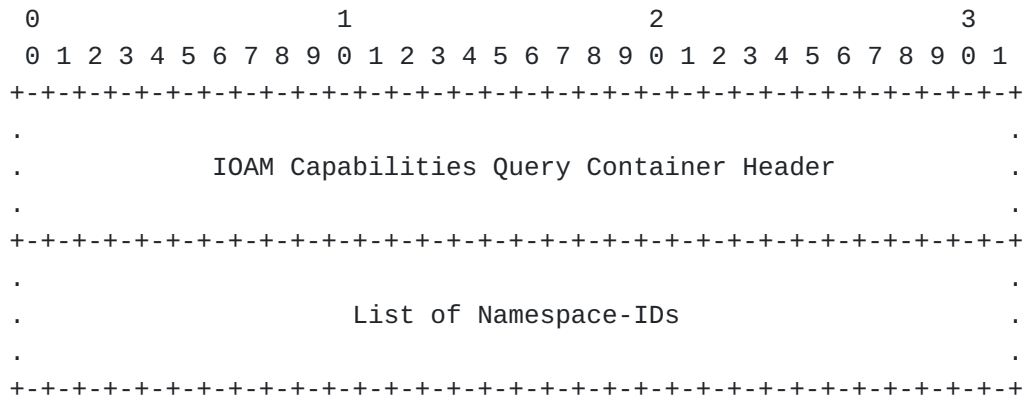 0                   1                   2                   3
 0 1 2 3 4 5 6 7 8 9 0 1 2 3 4 5 6 7 8 9 0 1 2 3 4 5 6 7 8 9 0 1
+-+-+-+-+-+-+-+-+-+-+-+-+-+-+-+-+-+-+-+-+-+-+-+-+-+-+-+-+-+-+-+-+
.                                                               .
.            IOAM Capabilities Query Container Header           .
.                                                               .
+-+-+-+-+-+-+-+-+-+-+-+-+-+-+-+-+-+-+-+-+-+-+-+-+-+-+-+-+-+-+-+-+
.                                                               .
.                     List of Namespace-IDs                     .
.                                                               .
+-+-+-+-+-+-+-+-+-+-+-+-+-+-+-+-+-+-+-+-+-+-+-+-+-+-+-+-+-+-+-+-+